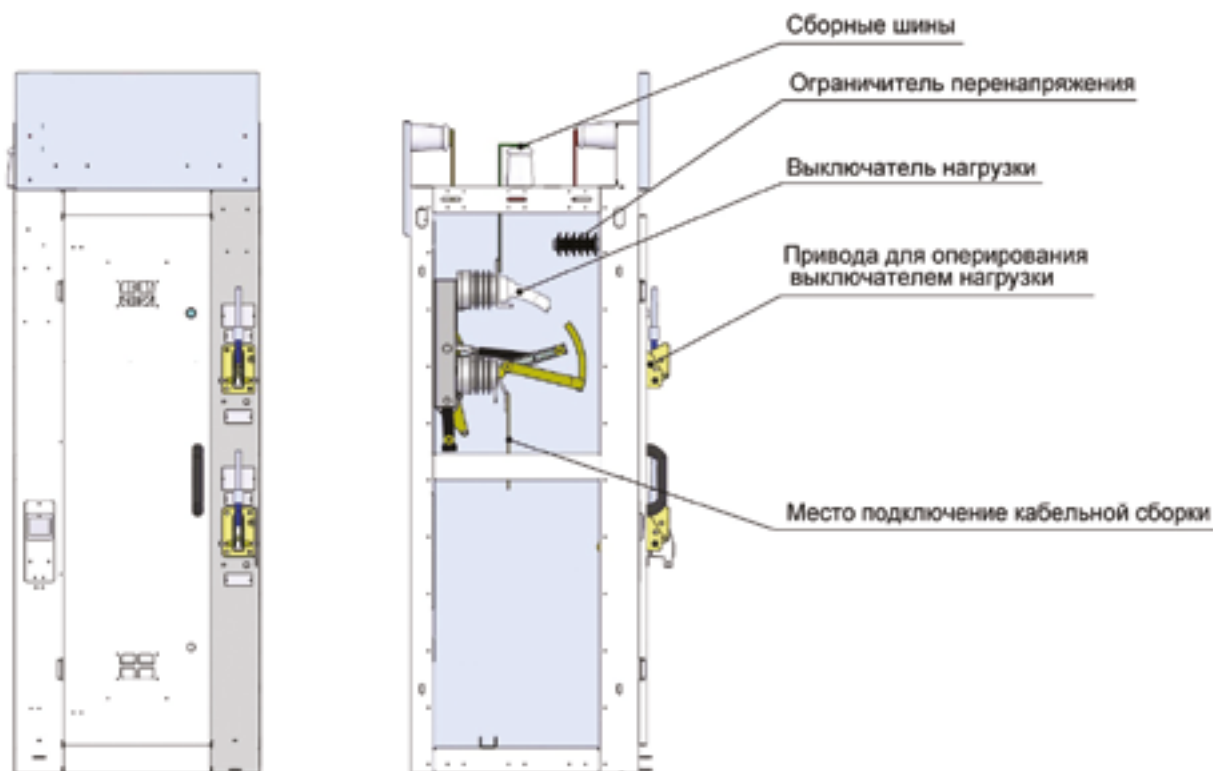 Сборные шины
Ограничитель перенапряжения
Выключатель нагрузки
Привода для оперирования
выключателем нагрузки
Место подключение кабельной сборки